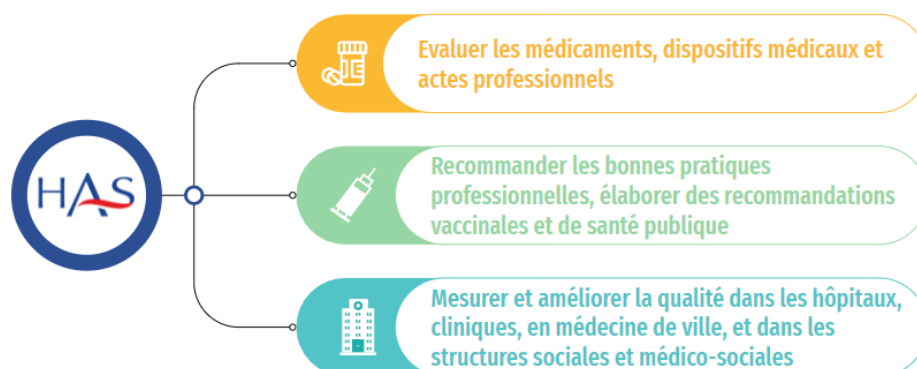 HAS
Evaluer les médicaments, dispositifs médicaux et
actes professionnels
Recommander les bonnes pratiques
professionnelles, élaborer des recommandations
vaccinales et de santé publique
Mesurer et améliorer la qualité dans les hôpitaux,
cliniques, en médecine de ville, et dans les
structures sociales et médico-sociales